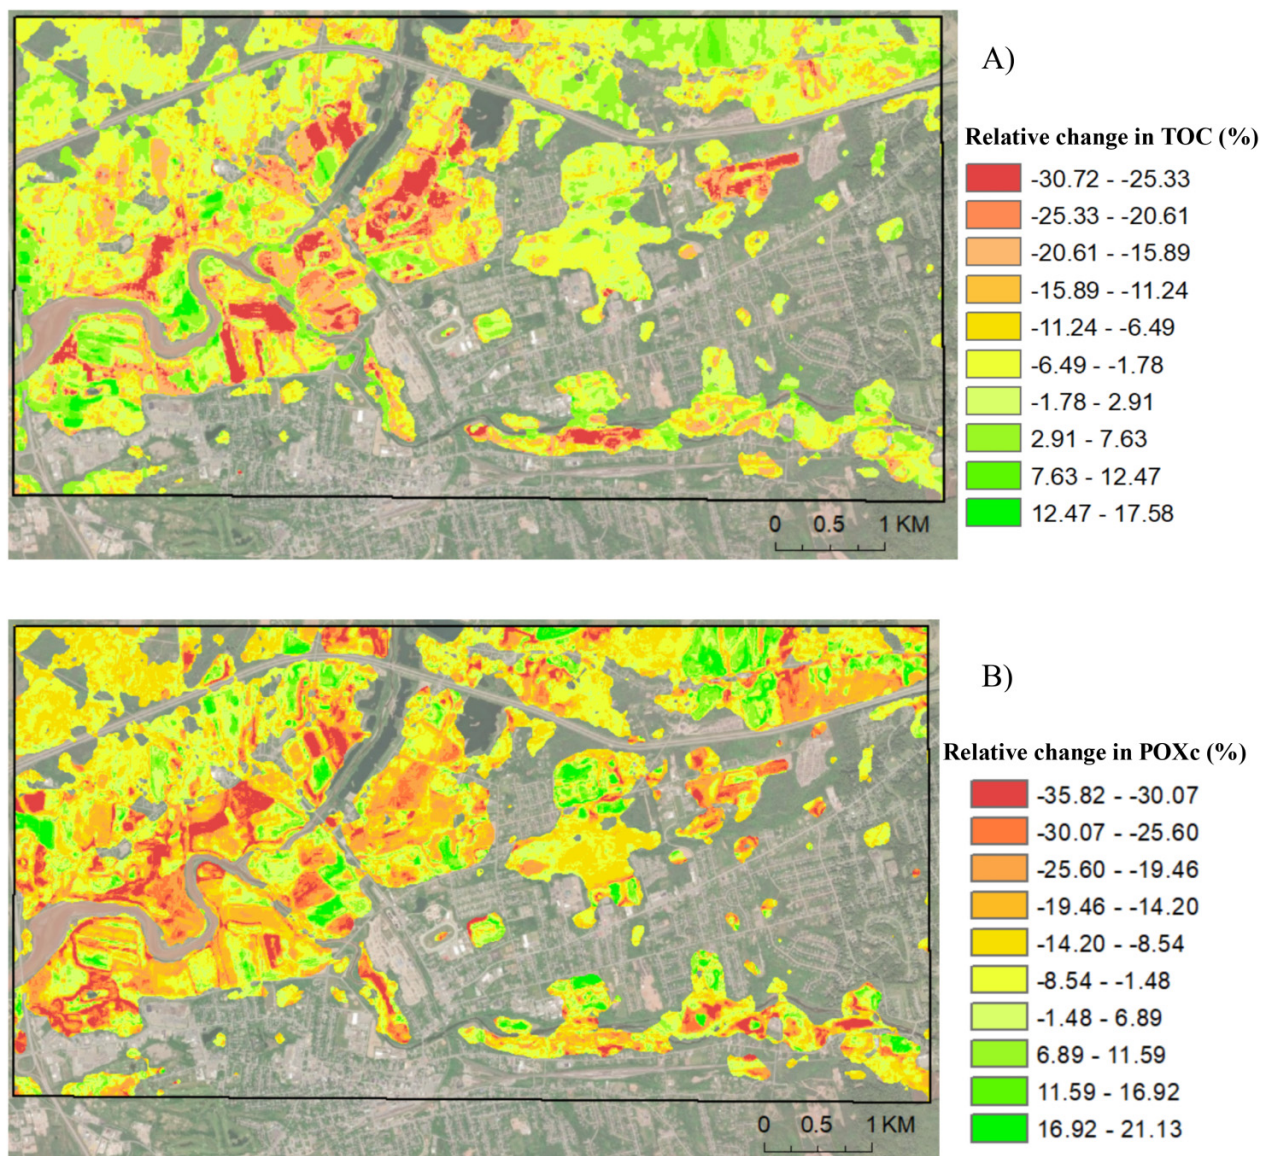 A)
Relative change in TOC (%)
-30.72 - -25.33
-25.33 - -20.61
-20.61 - -15.89
-15.89 - -11.24
-11.24 - -6.49
-6.49 - -1.78
-1.78 - 2.91
2.91 - 7.63
7.63 - 12.47
12.47 - 17.58
0 0.5 1 KM
B)
Relative change in POXc (%)
-35.82 - -30.07
-30.07 - -25.60
-25.60 - -19.46
-19.46 - -14.20
-14.20 - -8.54
-8.54 - -1.48
-1.48 - 6.89
6.89 - 11.59
11.59 - 16.92
16.92 - 21.13
0 0.5 1 KM